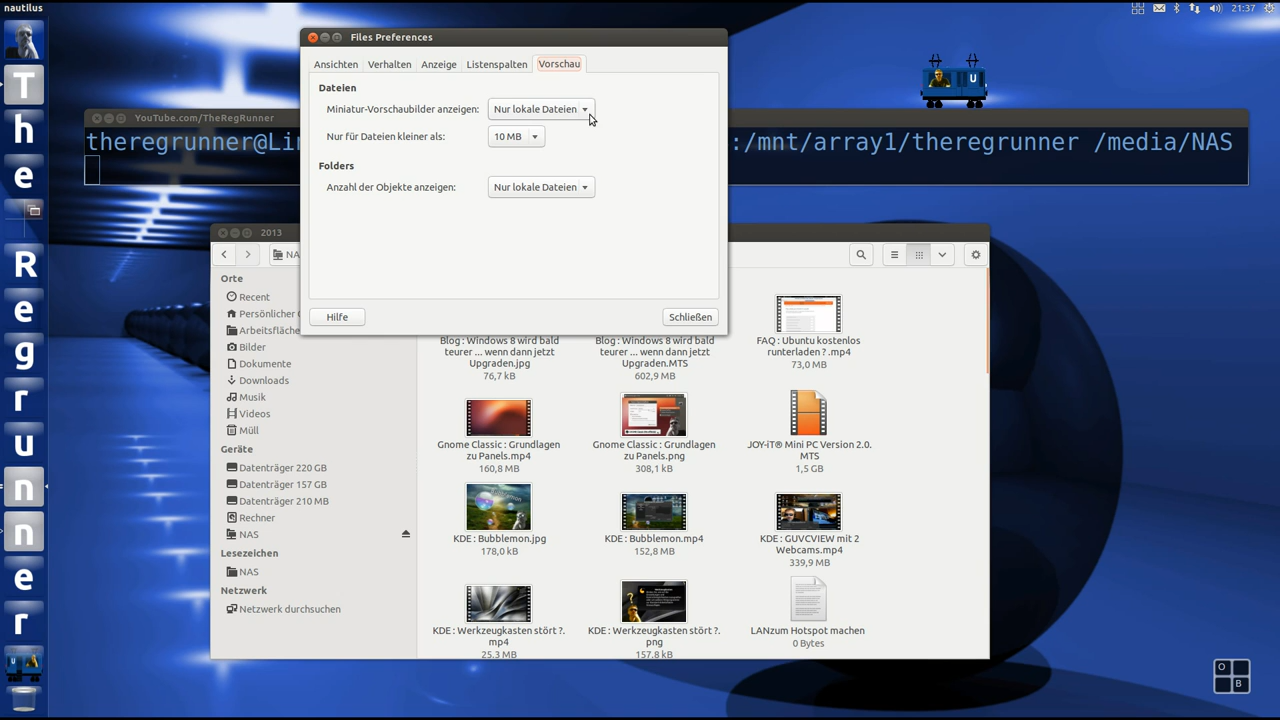 nautilus
21:37
T
h
e
R
e
g
r
u
n
n
e
r
Files Preferences
Ansichten Verhalten Anzeige Listenspalten Vorschau
Dateien
Miniatur-Vorschaubilder anzeigen: Nur lokale Dateien
Nur für Dateien kleiner als: 10 MB
Folders
Anzahl der Objekte anzeigen: Nur lokale Dateien
Hilfe Schließen
YouTube.com/TheRegRunner
theregrunner@Li :/mnt/array1/theregrunner /media/NAS
U
2013
NA
Orte
Recent
Persönlicher
Arbeitsfläche
Bilder
Dokumente
Downloads
Musik
Videos
Müll
Geräte
Datenträger 220 GB
Datenträger 157 GB
Datenträger 210 MB
Rechner
NAS
Lesezeichen
NAS
Netzwerk
Netzwerk durchsuchen
Blog : Windows 8 wird bald
teurer ... wenn dann jetzt
Upgraden.jpg
76,7 kB
Blog : Windows 8 wird bald
teurer ... wenn dann jetzt
Upgraden.MTS
602,9 MB
FAQ : Ubuntu kostenlos
runterladen ? .mp4
73,0 MB
Gnome Classic : Grundlagen
zu Panels.mp4
160,8 MB
Gnome Classic : Grundlagen
zu Panels.png
308,1 kB
JOY-iT® Mini PC Version 2.0.
MTS
1,5 GB
KDE : Bubblemon.jpg
178,0 kB
KDE : Bubblemon.mp4
152,8 MB
KDE : GUVCVIEW mit 2
Webcams.mp4
339,9 MB
KDE : Werkzeugkasten stört ?.
mp4
25,3 MB
KDE : Werkzeugkasten stört ?.
png
157,8 kB
LANzum Hotspot machen
0 Bytes
O
B